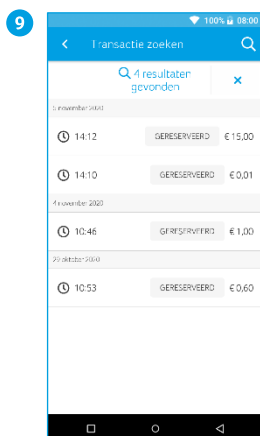 9
100% 08:00
Transactie zoeken
4 resultaten
gevonden
5 november 2020
14:12 GERESERVEERD € 15,00
14:10 GERESERVEERD € 0,01
4 november 2020
10:46 GERESERVEERD € 1,00
29 oktober 2020
10:53 GERESERVEERD € 0,60